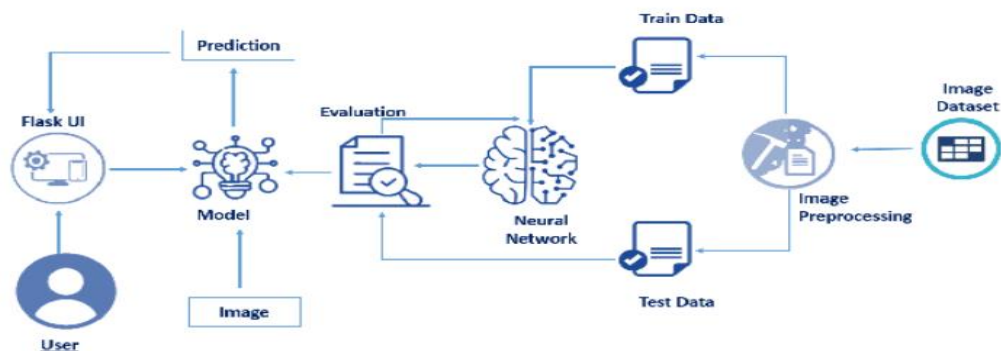 Train Data
Prediction
Image
Dataset
Evaluation
Flask UI
Model
Neural
Network
Image
Preprocessing
Image
Test Data
User